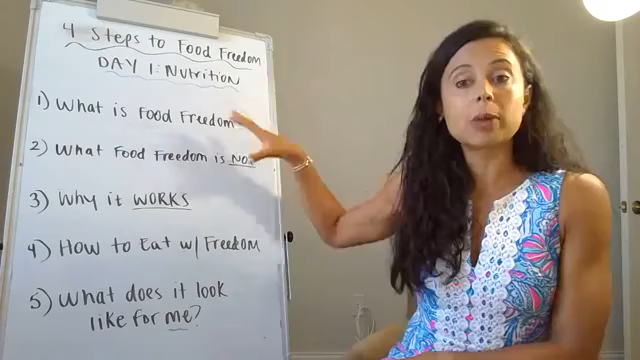 4 Steps to Food Freedom
DAY 1: Nutrition
1) What is Food Freedom
2) What Food Freedom is NOT
3) Why it WORKS
4) How to Eat w/ Freedom
5) What does it look
like for me?